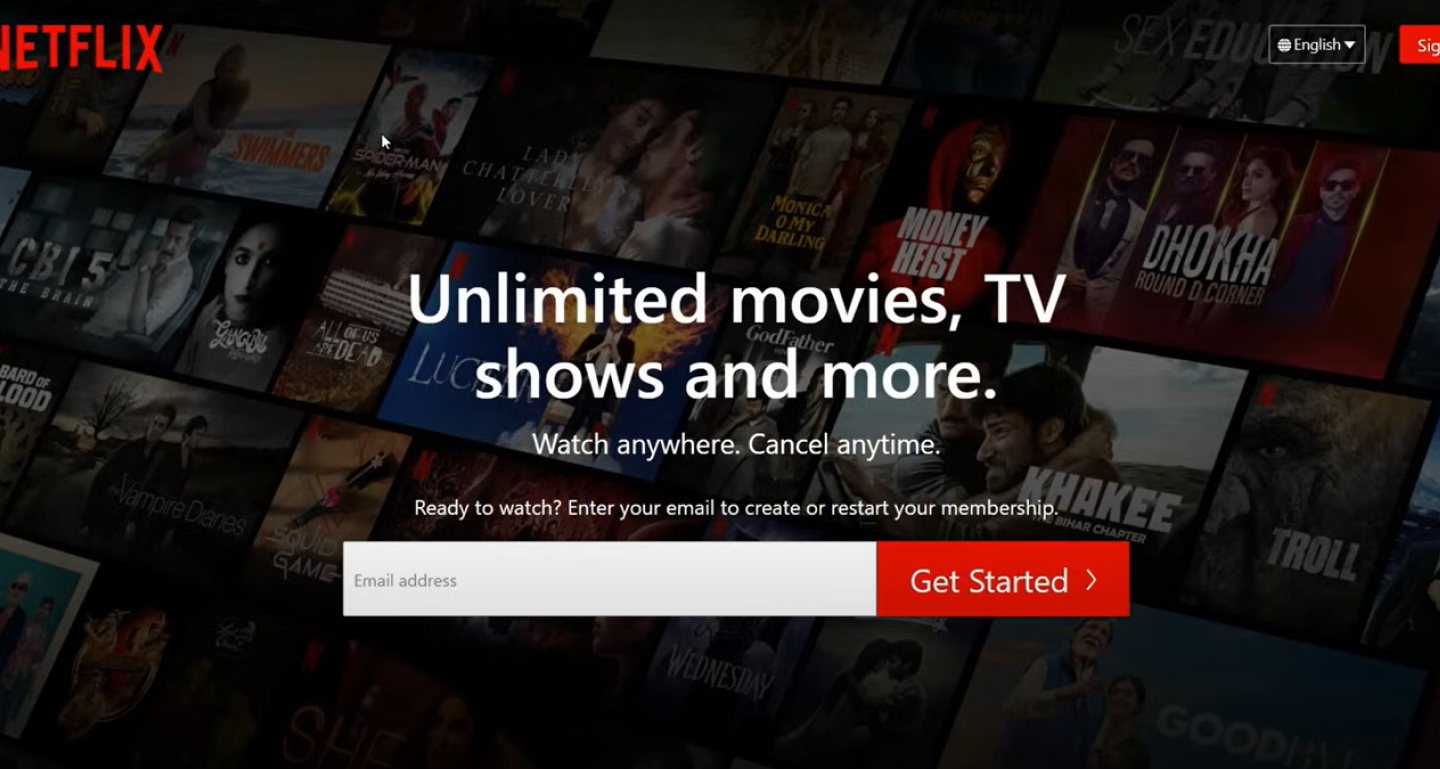 NETFLIX
English
Sig
SEX EDUCATION
THE
SWIMMERS
SPIDER-MAN
LADY
CHATTERLEY'S
LOVER
MONICA
O MY
DARLING
MONEY
HEIST
DHOKHA
ROUND D CORNER
CBI 5
THE BRAIN
ALL OF US
ARE DEAD
LUCIFER
GODFATHER
Unlimited movies, TV
shows and more.
Watch anywhere. Cancel anytime.
BARD OF
BLOOD
Vampire Diaries
SQUID
GAME
KHAKEE
THE BIHAR CHAPTER
TROLL
Ready to watch? Enter your email to create or restart your membership.
Email address
Get Started
WEDNESDAY
SHE
GOODBYE